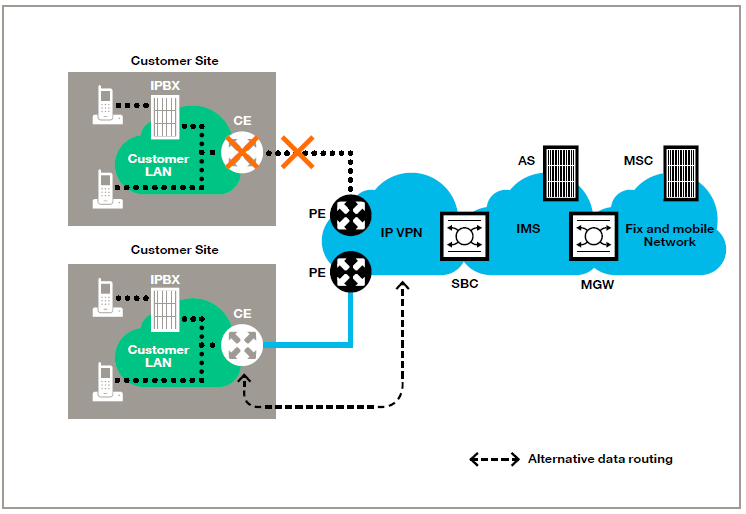 Customer Site
IPBX
CE
Customer
LAN
PE
IP VPN
SBC
AS
IMS
MGW
MSC
Fix and mobile
Network
Customer Site
IPBX
CE
Customer
LAN
PE
Alternative data routing